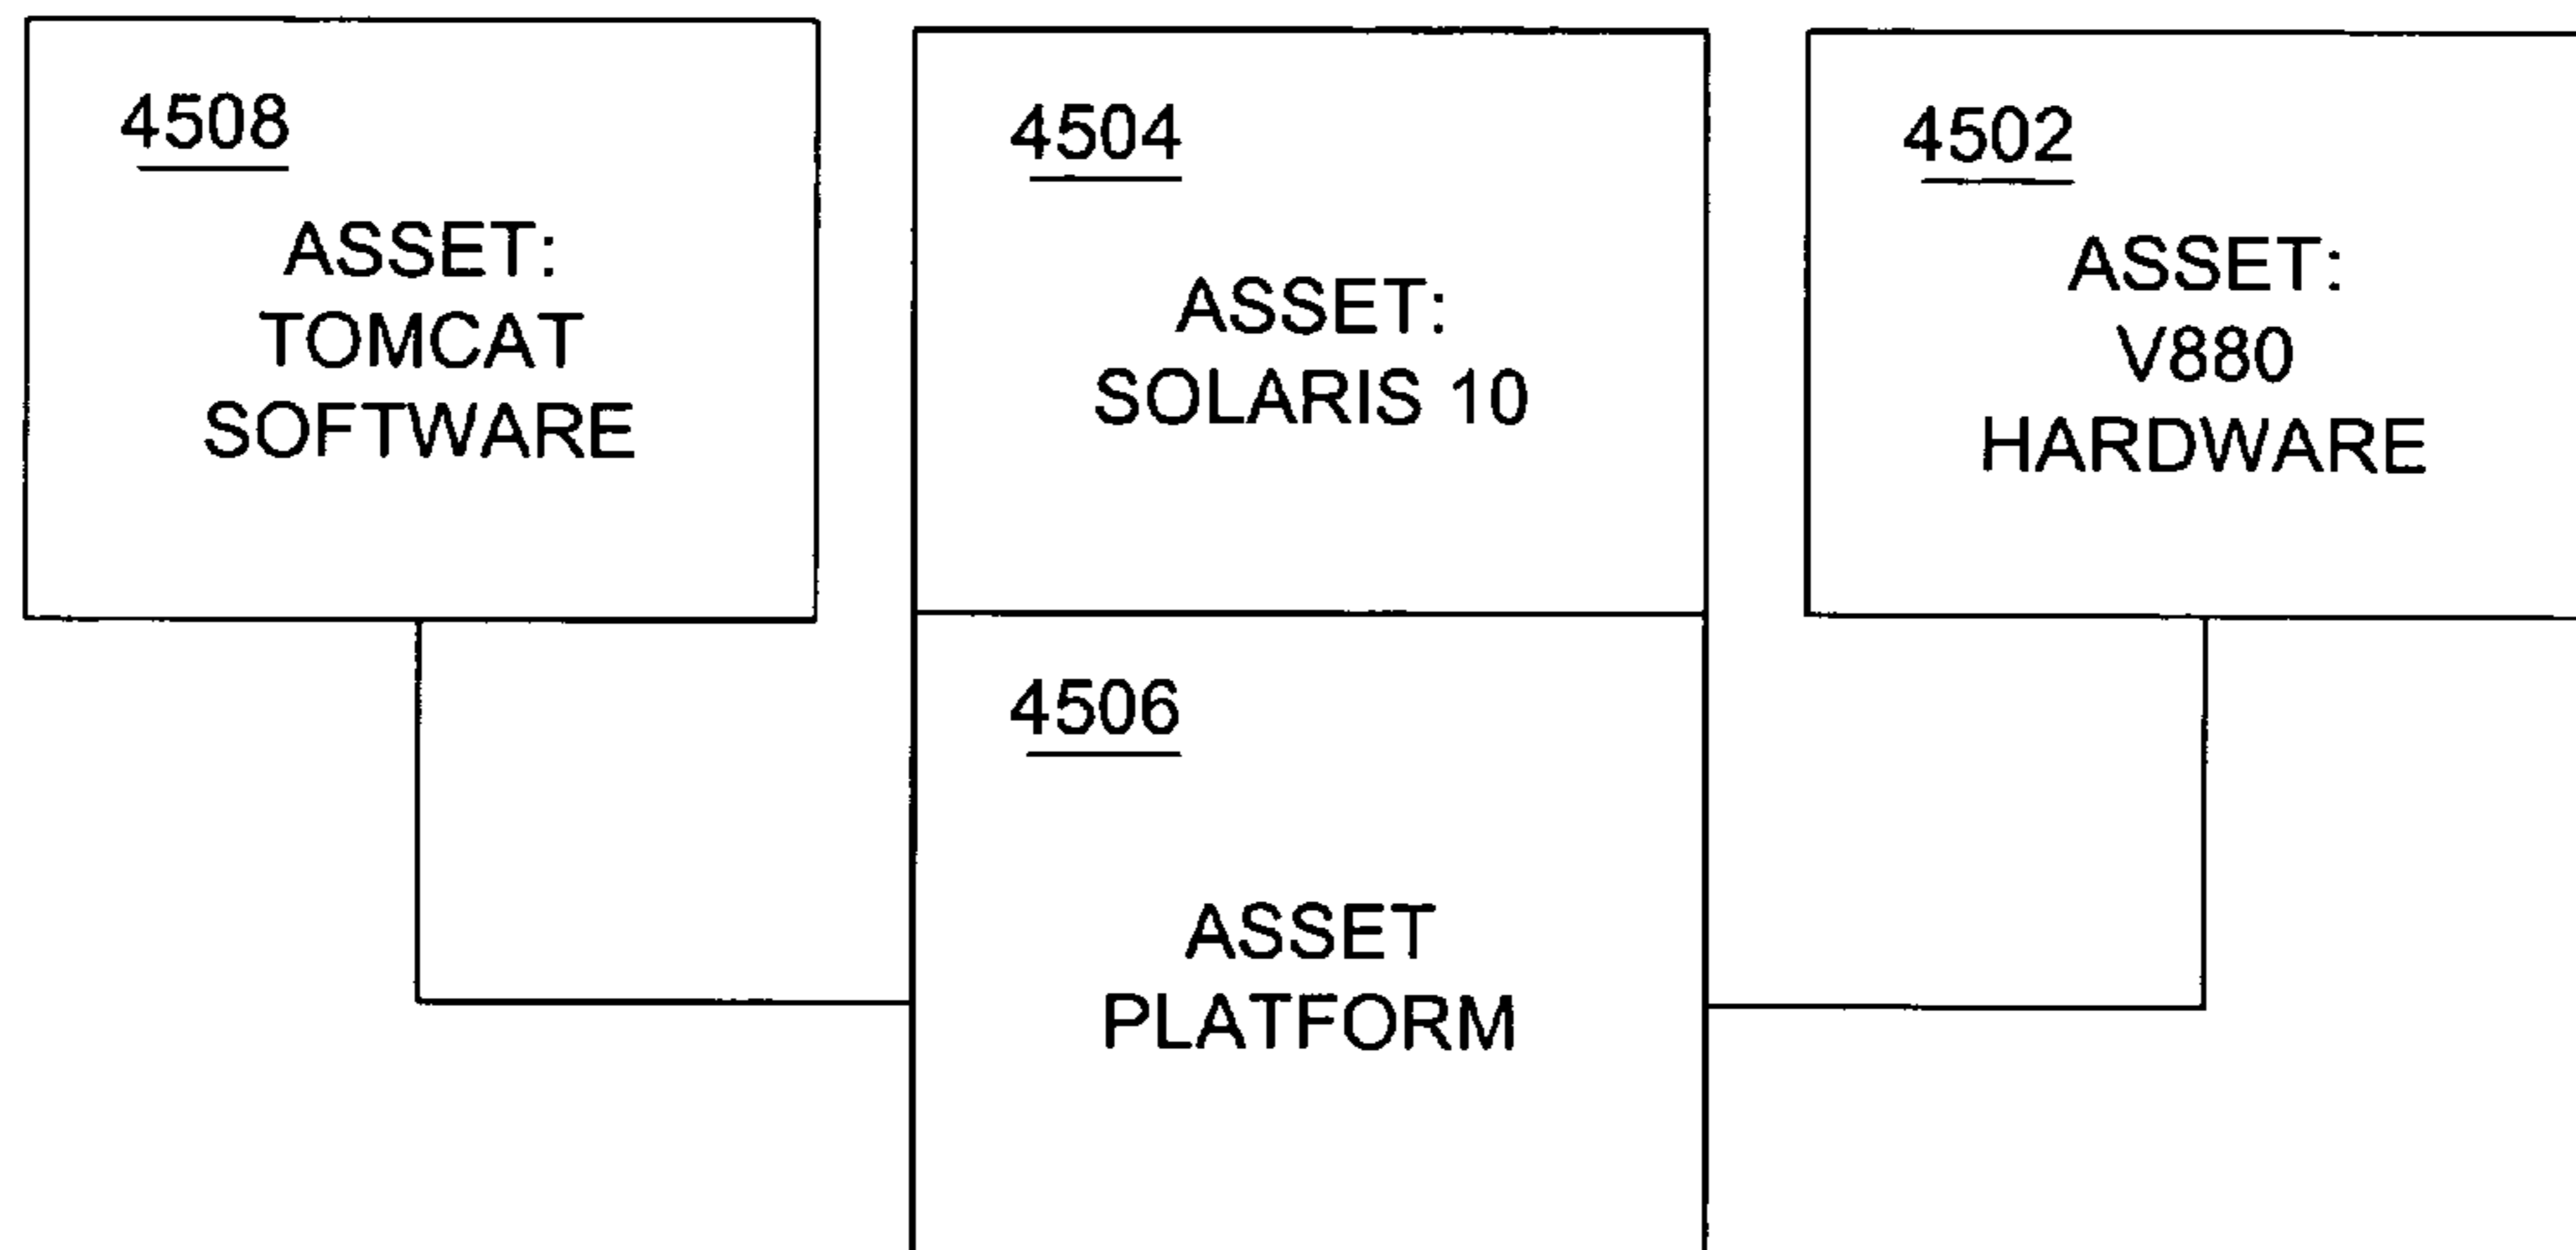 4508
ASSET:
TOMCAT
SOFTWARE
4504
ASSET:
SOLARIS 10
4502
ASSET:
V880
HARDWARE
4506
ASSET
PLATFORM